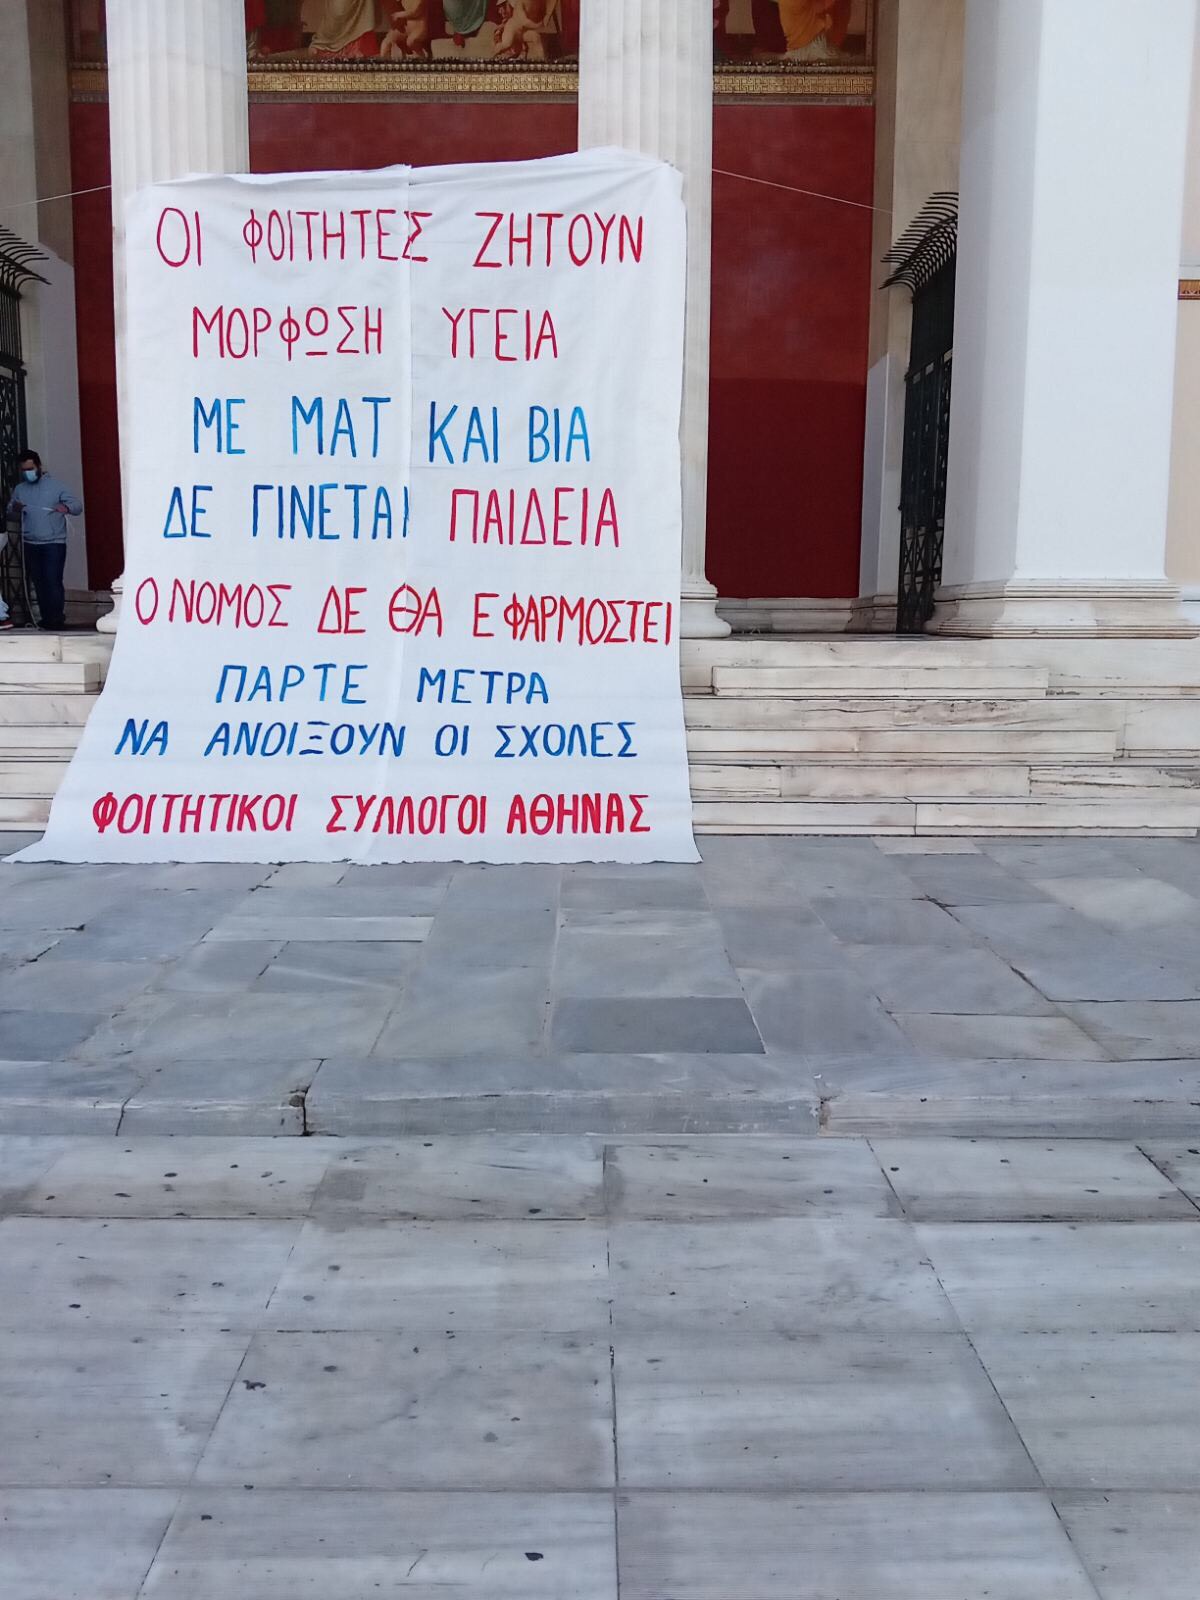 ΟΙ ΦΟΙΤΗΤΕΣ ΖΗΤΟΥΝ
ΜΟΡΦΩΣΗ ΥΓΕΙΑ
ΜΕ ΜΑΤ ΚΑΙ ΒΙΑ
ΔΕ ΓΙΝΕΤΑΙ ΠΑΙΔΕΙΑ
Ο ΝΟΜΟΣ ΔΕ ΘΑ ΕΦΑΡΜΟΣΤΕΙ
ΠΑΡΤΕ ΜΕΤΡΑ
ΝΑ ΑΝΟΙΞΟΥΝ ΟΙ ΣΧΟΛΕΣ
ΦΟΙΤΗΤΙΚΟΙ ΣΥΛΛΟΓΟΙ ΑΘΗΝΑΣ